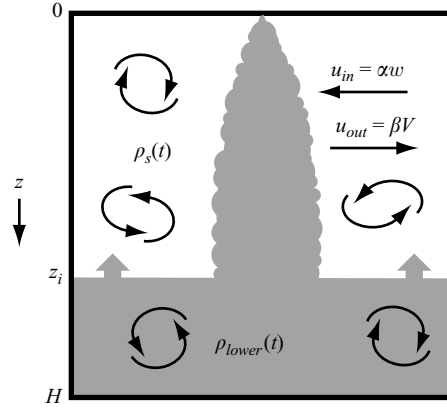 0
u_in = αw
u_out = βV
ρ_s(t)
z
z_i
ρ_lower(t)
H